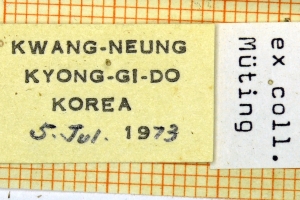 KWANG-NEUNG
KYONG-GI-DO
KOREA
5. Jul. 1973
ex coll.
Müting